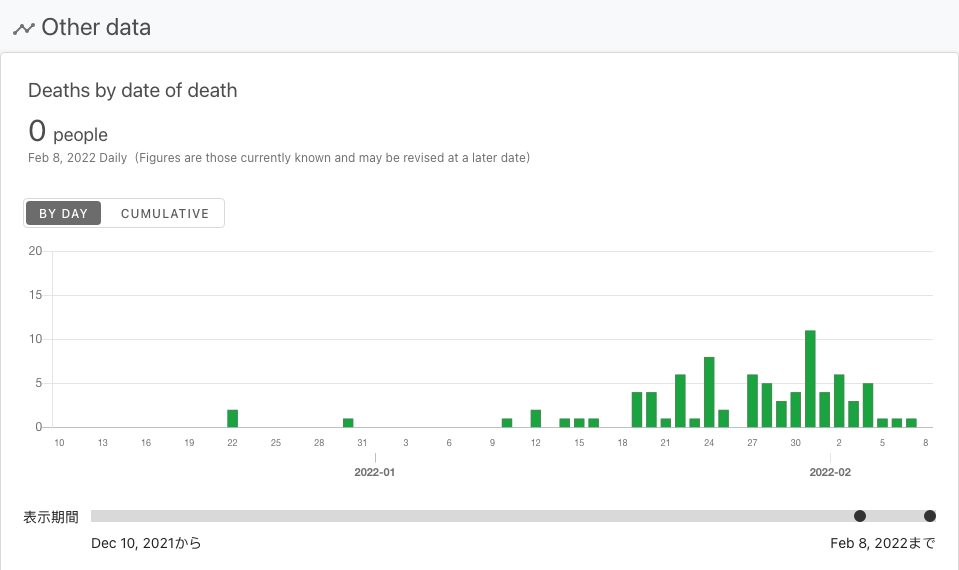 Other data
Deaths by date of death
0 people
Feb 8, 2022 Daily (Figures are those currently known and may be revised at a later date)
BY DAY CUMULATIVE
20
15
10
5
0
10 13 16 19 22 25 28 31 3 6 9 12 15 18 21 24 27 30 2 5 8
2022-01 2022-02
表示期間
Dec 10, 2021から Feb 8, 2022まで